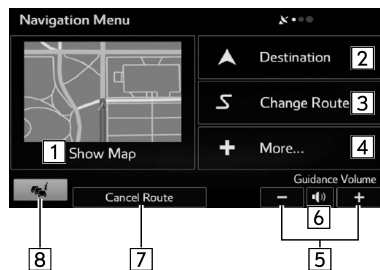 Navigation Menu
Destination
2
Change Route
3
1
Show Map
More...
4
Guidance Volume
Cancel Route
6
8
7
5